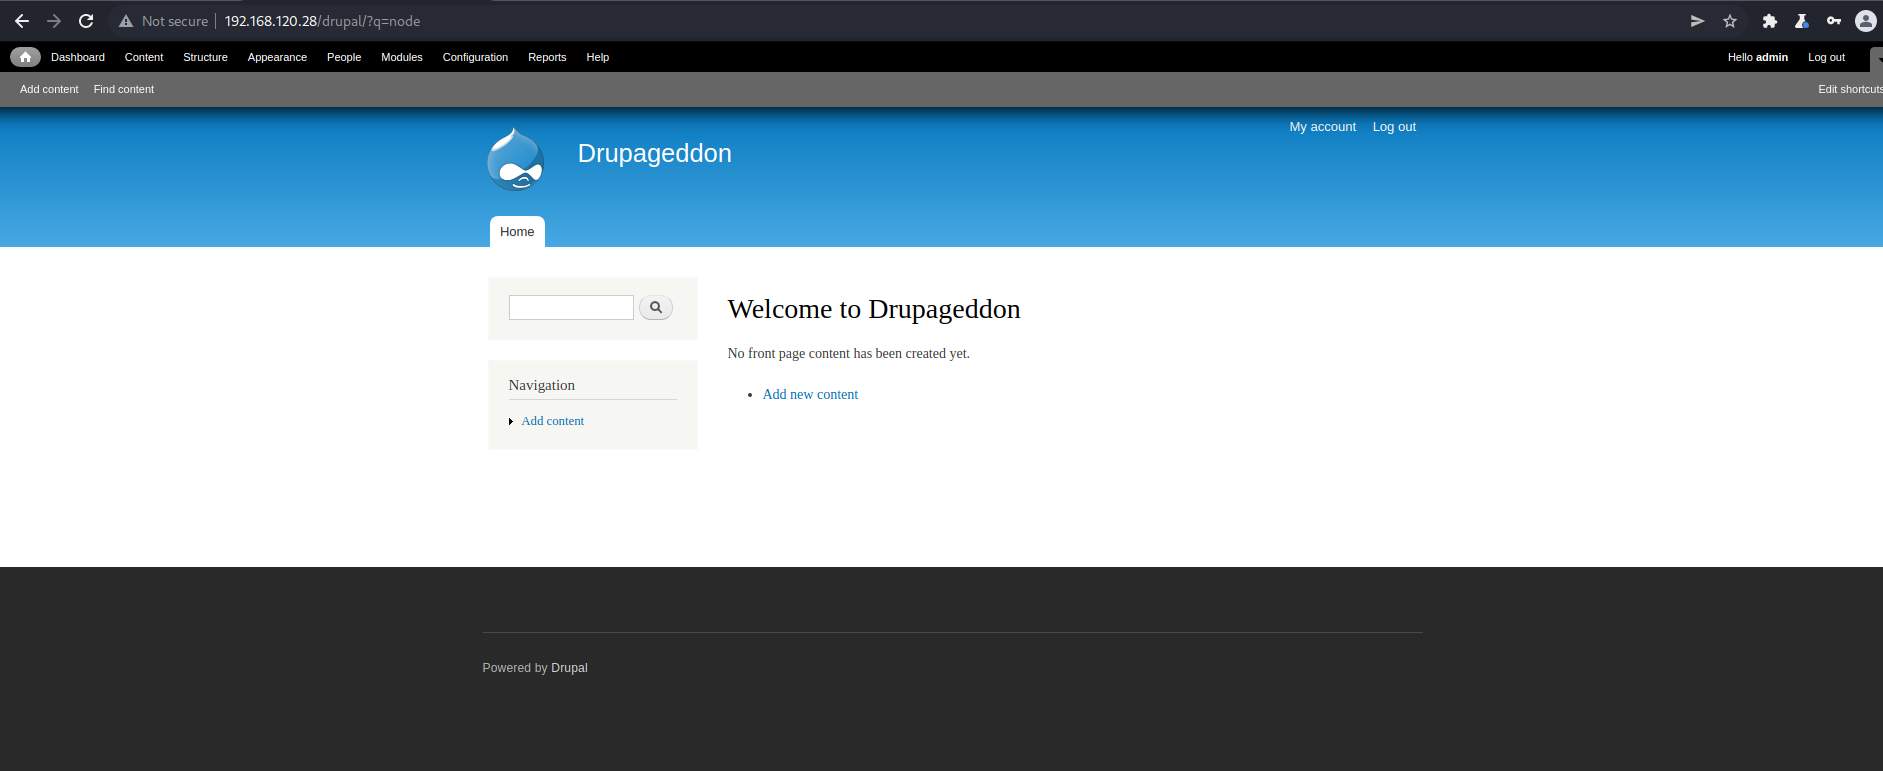 Not secure 192.168.120.28/drupal/?q=node
Dashboard Content Structure Appearance People Modules Configuration Reports Help Hello admin Log out
Add content Find content Edit shortcuts
My account Log out
Drupageddon
Home
Welcome to Drupageddon
No front page content has been created yet.
Navigation
Add new content
Add content
Powered by Drupal